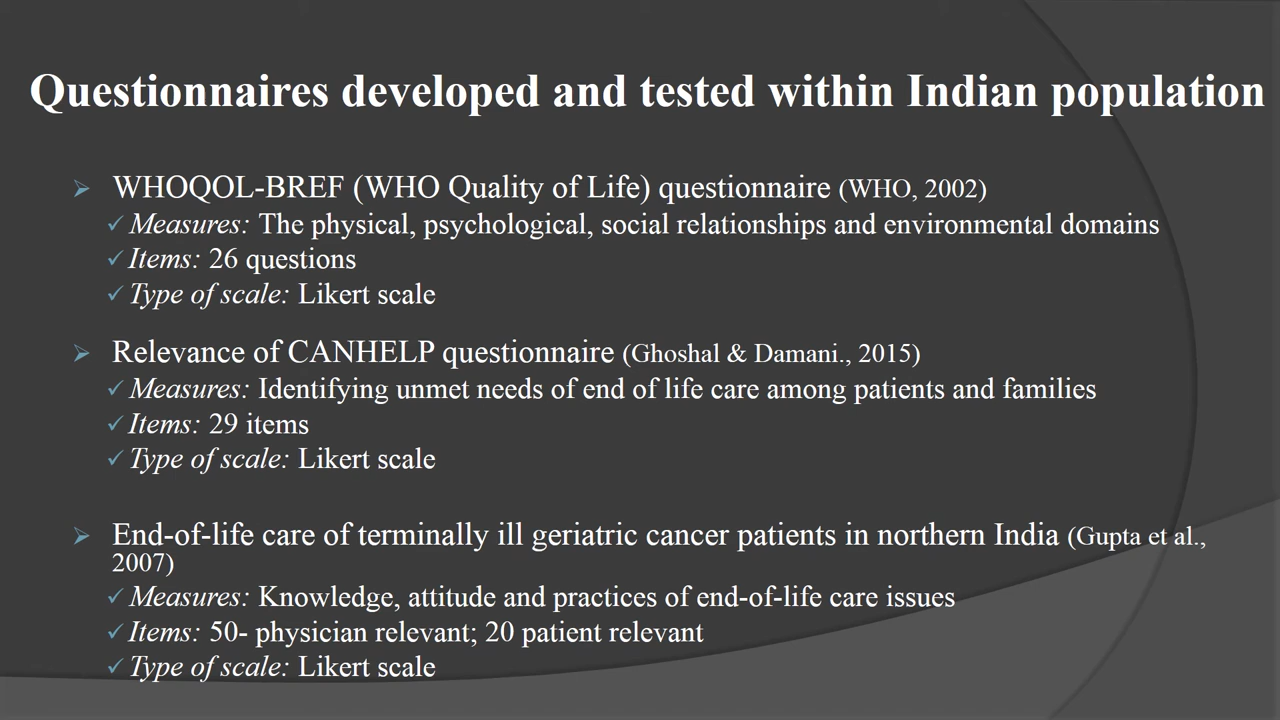 Questionnaires developed and tested within Indian population
WHOQOL-BREF (WHO Quality of Life) questionnaire (WHO, 2002)
Measures: The physical, psychological, social relationships and environmental domains
Items: 26 questions
Type of scale: Likert scale
Relevance of CANHELP questionnaire (Ghoshal & Damani., 2015)
Measures: Identifying unmet needs of end of life care among patients and families
Items: 29 items
Type of scale: Likert scale
End-of-life care of terminally ill geriatric cancer patients in northern India (Gupta et al.,
2007)
Measures: Knowledge, attitude and practices of end-of-life care issues
Items: 50- physician relevant; 20 patient relevant
Type of scale: Likert scale